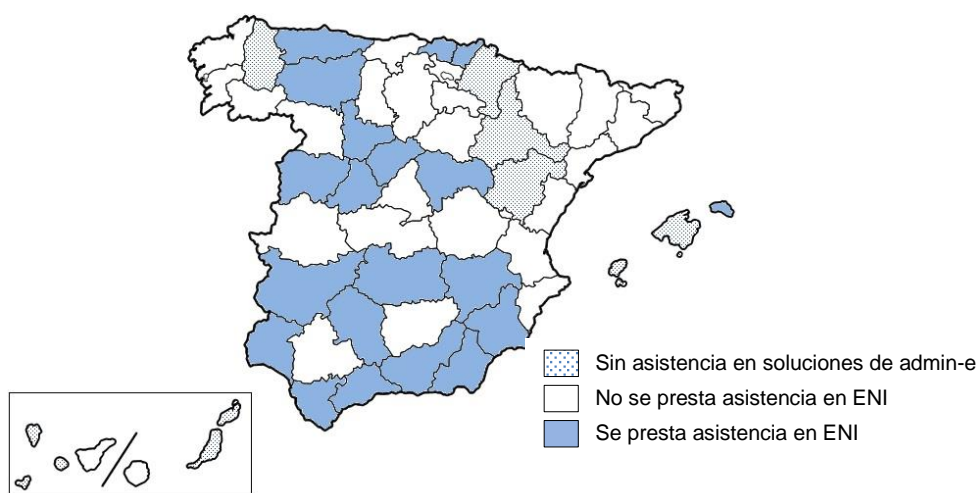 Sin asistencia en soluciones de admin-e
No se presta asistencia en ENI
Se presta asistencia en ENI